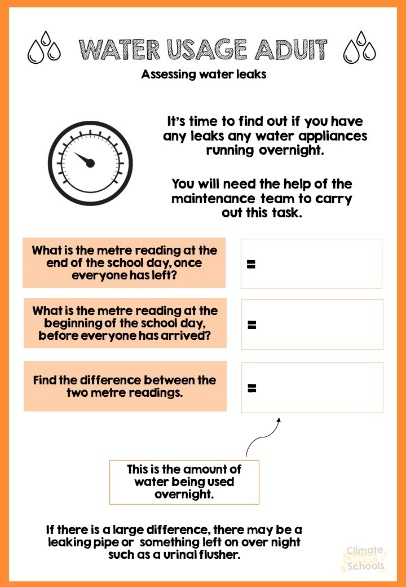 WATER USAGE ADUIT
Assessing water leaks
It's time to find out if you have
any leaks any water appliances
running overnight.
You will need the help of the
maintenance team to carry
out this task.
What is the metre reading at the
end of the school day, once
everyone has left?
=
What is the metre reading at the
beginning of the school day,
before everyone has arrived?
=
Find the difference between the
two metre readings.
=
This is the amount of
water being used
overnight.
If there is a large difference, there may be a
leaking pipe or something left on over night
such as a urinal flusher.
Climate
Clever
Schools